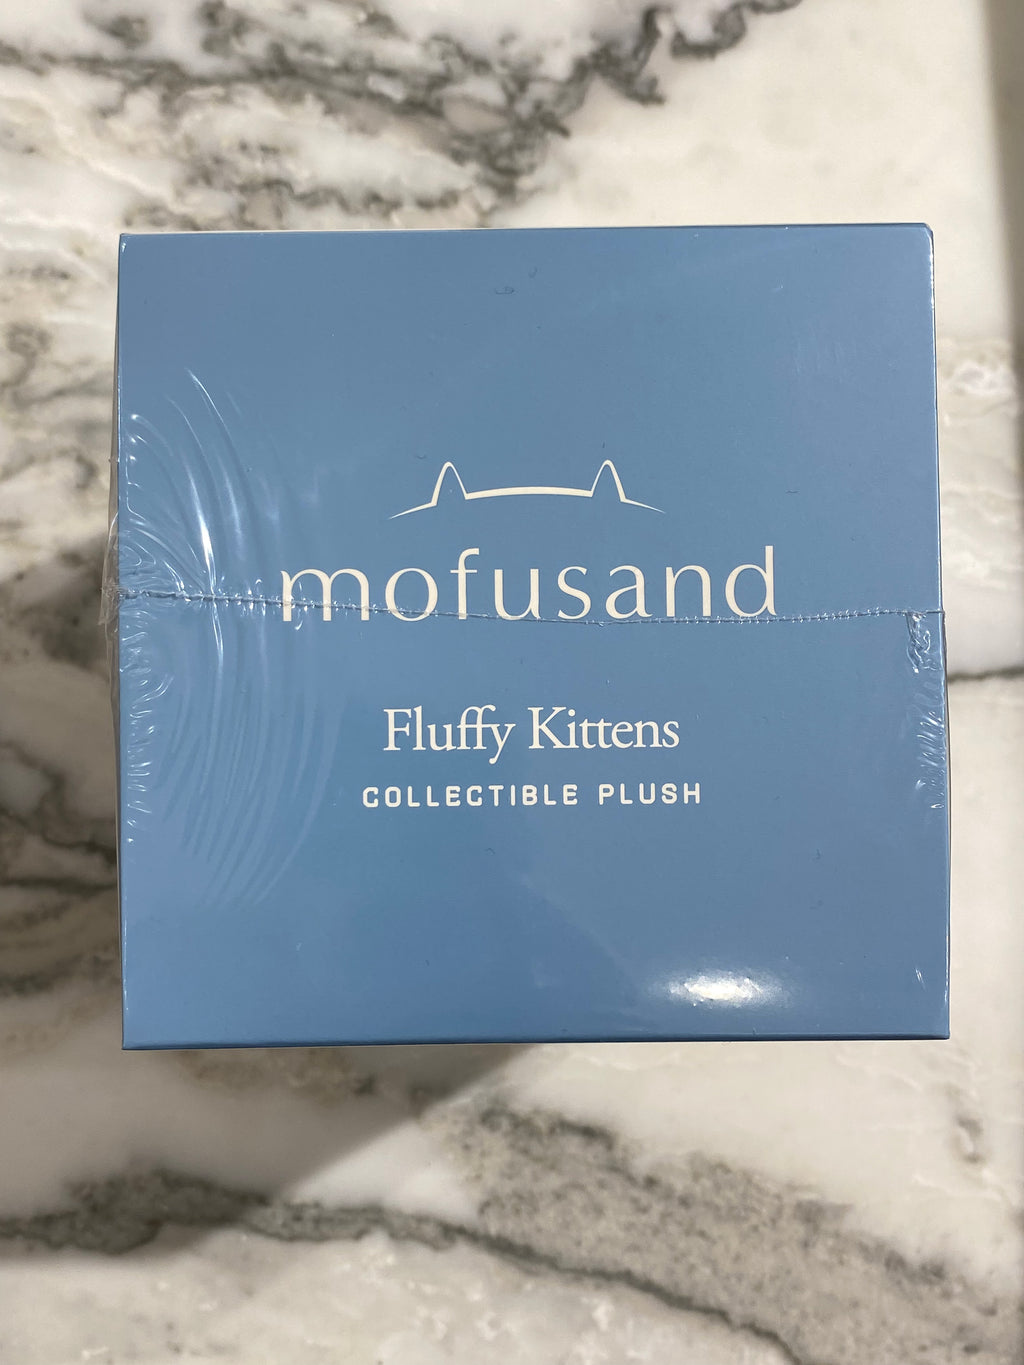 mofusand
Fluffy Kittens
COLLECTIBLE PLUSH